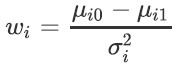 w_i = \frac{\mu_{i0} - \mu_{i1}}{\sigma_i^2}